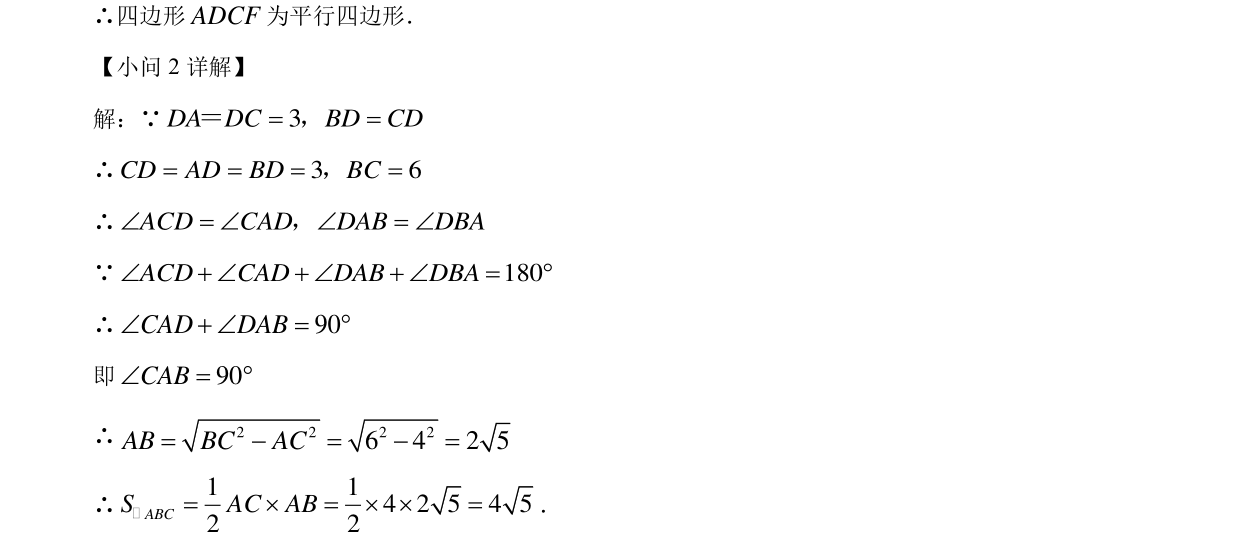 ∴四边形 ADCF 为平行四边形.
【小问 2 详解】
解：∵ DA＝DC = 3，BD = CD
∴ CD = AD = BD = 3，BC = 6
∴ ∠ACD = ∠CAD，∠DAB = ∠DBA
∵ ∠ACD + ∠CAD + ∠DAB + ∠DBA = 180°
∴ ∠CAD + ∠DAB = 90°
即 ∠CAB = 90°
∴ AB = √(BC² − AC²) = √(6² − 4²) = 2√5
∴ S▯ABC = 1/2 AC × AB = 1/2 × 4 × 2√5 = 4√5 .